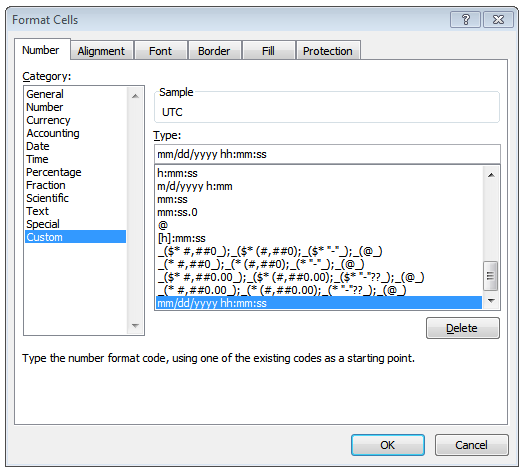 Format Cells
Number Alignment Font Border Fill Protection
Category:
General
Number
Currency
Accounting
Date
Time
Percentage
Fraction
Scientific
Text
Special
Custom
Sample
UTC
Type:
mm/dd/yyyy hh:mm:ss
h:mm:ss
m/d/yyyy h:mm
mm:ss
mm:ss.0
@
[h]:mm:ss
_($* #,##0_);_($* (#,##0);_($* "-"_);_(@_)
_(* #,##0_);_(* (#,##0);_(* "-"_);_(@_)
_($* #,##0.00_);_($* (#,##0.00);_($* "-"??_);_(@_)
_(* #,##0.00_);_(* (#,##0.00);_(* "-"??_);_(@_)
mm/dd/yyyy hh:mm:ss
Delete
Type the number format code, using one of the existing codes as a starting point.
OK Cancel